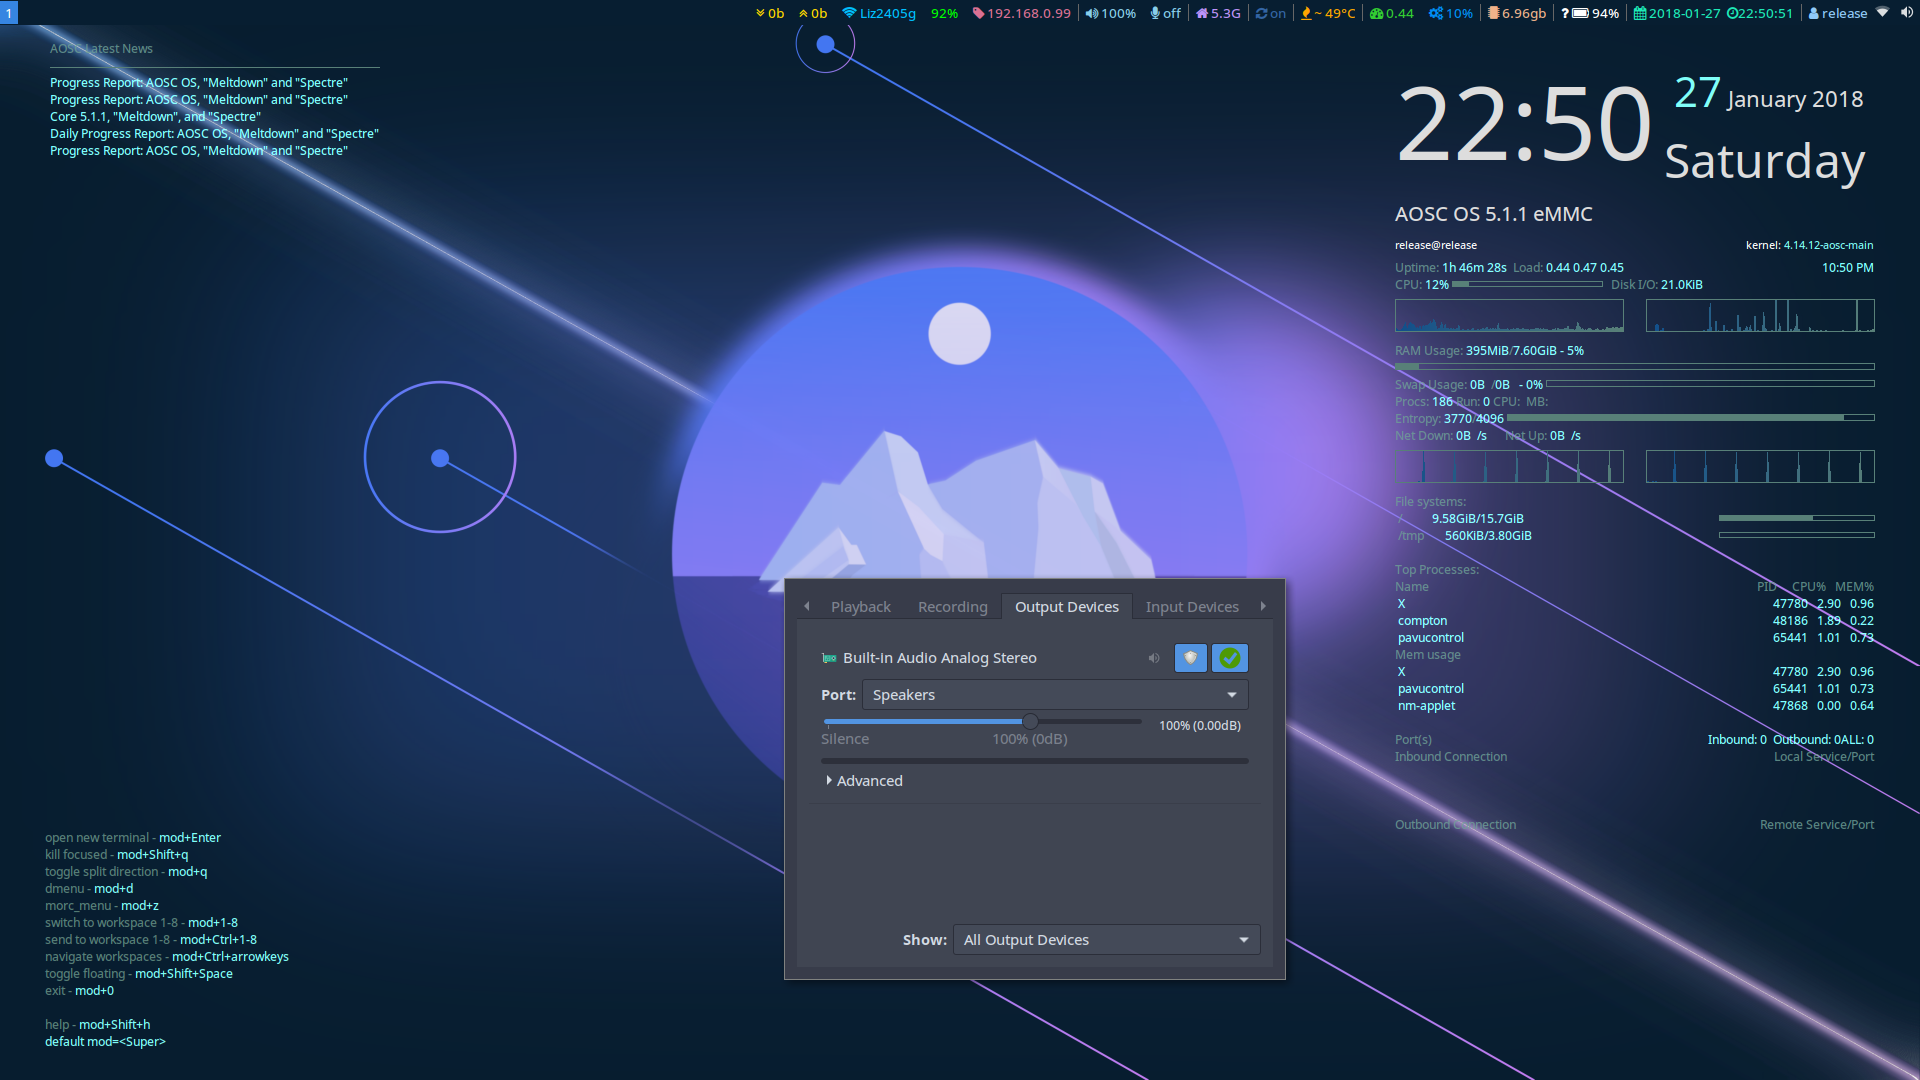 1 0b 0b Liz2405g 92% 192.168.0.99 100% off 5.3G on ~ 49°C 0.44 10% 6.96gb ? 94% 2018-01-27 22:50:51 release
AOSC Latest News
Progress Report: AOSC OS, "Meltdown" and "Spectre"
Progress Report: AOSC OS, "Meltdown" and "Spectre"
Core 5.1.1, "Meltdown", and "Spectre"
Daily Progress Report: AOSC OS, "Meltdown" and "Spectre"
Progress Report: AOSC OS, "Meltdown" and "Spectre"
22:50 27 January 2018
Saturday
AOSC OS 5.1.1 eMMC
release@release kernel: 4.14.12-aosc-main
Uptime: 1h 46m 28s Load: 0.44 0.47 0.45 10:50 PM
CPU: 12% Disk I/O: 21.0KiB
RAM Usage: 395MiB/7.60GiB - 5%
Swap Usage: 0B /0B - 0%
Procs: 186 Run: 0 CPU: MB:
Entropy: 3770/4096
Net Down: 0B /s Net Up: 0B /s
File systems:
/ 9.58GiB/15.7GiB
/tmp 560KiB/3.80GiB
Top Processes:
Name PID CPU% MEM%
X 47780 2.90 0.96
compton 48186 1.89 0.22
pavucontrol 65441 1.01 0.73
Mem usage
X 47780 2.90 0.96
pavucontrol 65441 1.01 0.73
nm-applet 47868 0.00 0.64
Port(s) Inbound: 0 Outbound: 0ALL: 0
Inbound Connection Local Service/Port
Outbound Connection Remote Service/Port
Playback Recording Output Devices Input Devices
Built-in Audio Analog Stereo
Port: Speakers
100% (0.00dB)
Silence 100% (0dB)
Advanced
Show: All Output Devices
open new terminal - mod+Enter
kill focused - mod+Shift+q
toggle split direction - mod+q
dmenu - mod+d
morc_menu - mod+z
switch to workspace 1-8 - mod+1-8
send to workspace 1-8 - mod+Ctrl+1-8
navigate workspaces - mod+Ctrl+arrowkeys
toggle floating - mod+Shift+Space
exit - mod+0
help - mod+Shift+h
default mod=<Super>